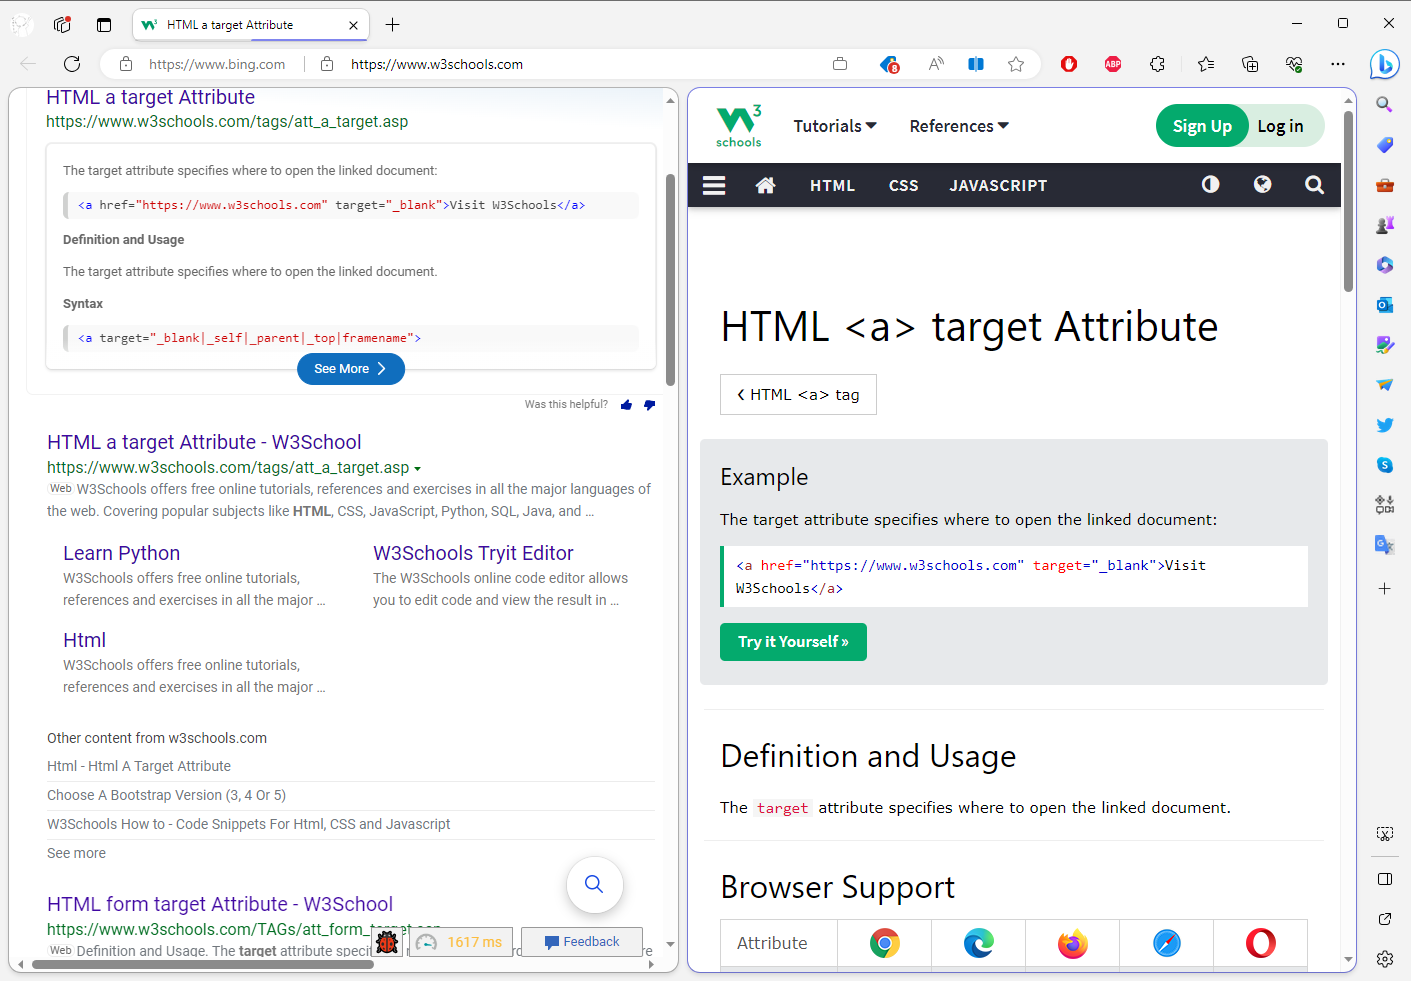 HTML a target Attribute
https://www.bing.com
https://www.w3schools.com
8
ABP
HTML a target Attribute
https://www.w3schools.com/tags/att_a_target.asp
The target attribute specifies where to open the linked document:
<a href="https://www.w3schools.com" target="_blank">Visit W3Schools</a>
Definition and Usage
The target attribute specifies where to open the linked document.
Syntax
<a target="_blank|_self|_parent|_top|framename">
See More
Was this helpful?
HTML a target Attribute - W3School
https://www.w3schools.com/tags/att_a_target.asp
Web W3Schools offers free online tutorials, references and exercises in all the major languages of
the web. Covering popular subjects like HTML, CSS, JavaScript, Python, SQL, Java, and ...
Learn Python
W3Schools offers free online tutorials,
references and exercises in all the major ...
W3Schools Tryit Editor
The W3Schools online code editor allows
you to edit code and view the result in ...
Html
W3Schools offers free online tutorials,
references and exercises in all the major ...
Other content from w3schools.com
Html - Html A Target Attribute
Choose A Bootstrap Version (3, 4 Or 5)
W3Schools How to - Code Snippets For Html, CSS and Javascript
See more
HTML form target Attribute - W3School
https://www.w3schools.com/TAGs/att_form_target.asp
Web Definition and Usage. The target attribute speci
1617 ms
Feedback
3
schools
Tutorials
References
Sign Up
Log in
HTML
CSS
JAVASCRIPT
HTML <a> target Attribute
❮ HTML <a> tag
Example
The target attribute specifies where to open the linked document:
<a href="https://www.w3schools.com" target="_blank">Visit
W3Schools</a>
Try it Yourself »
Definition and Usage
The target attribute specifies where to open the linked document.
Browser Support
Attribute